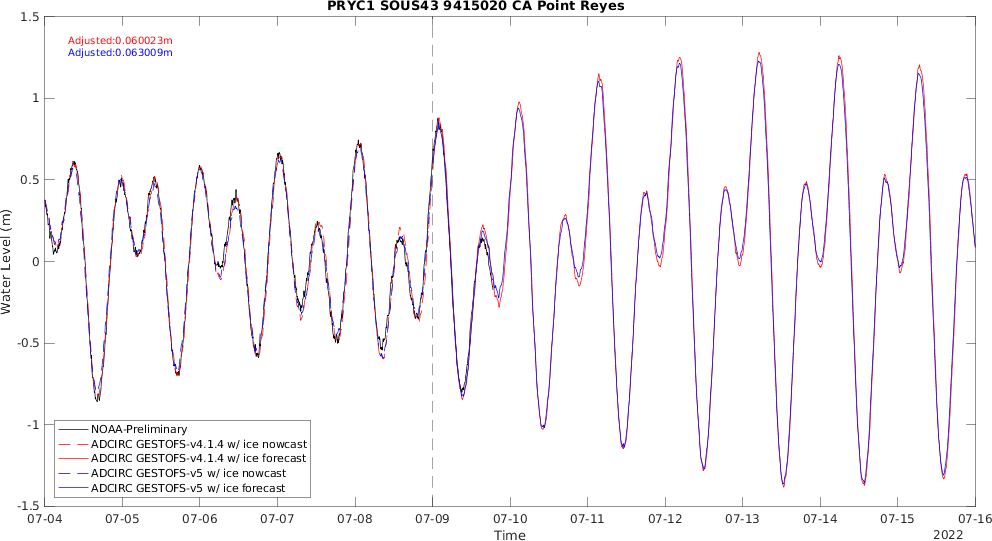 PRYC1 SOUS43 9415020 CA Point Reyes
1.5
Adjusted:0.060023m
Adjusted:0.063009m
1
0.5
0
-0.5
-1
-1.5
Water Level (m)
NOAA-Preliminary
ADCIRC GESTOFS-v4.1.4 w/ ice nowcast
ADCIRC GESTOFS-v4.1.4 w/ ice forecast
ADCIRC GESTOFS-v5 w/ ice nowcast
ADCIRC GESTOFS-v5 w/ ice forecast
07-04 07-05 07-06 07-07 07-08 07-09 07-10 07-11 07-12 07-13 07-14 07-15 07-16
Time
2022